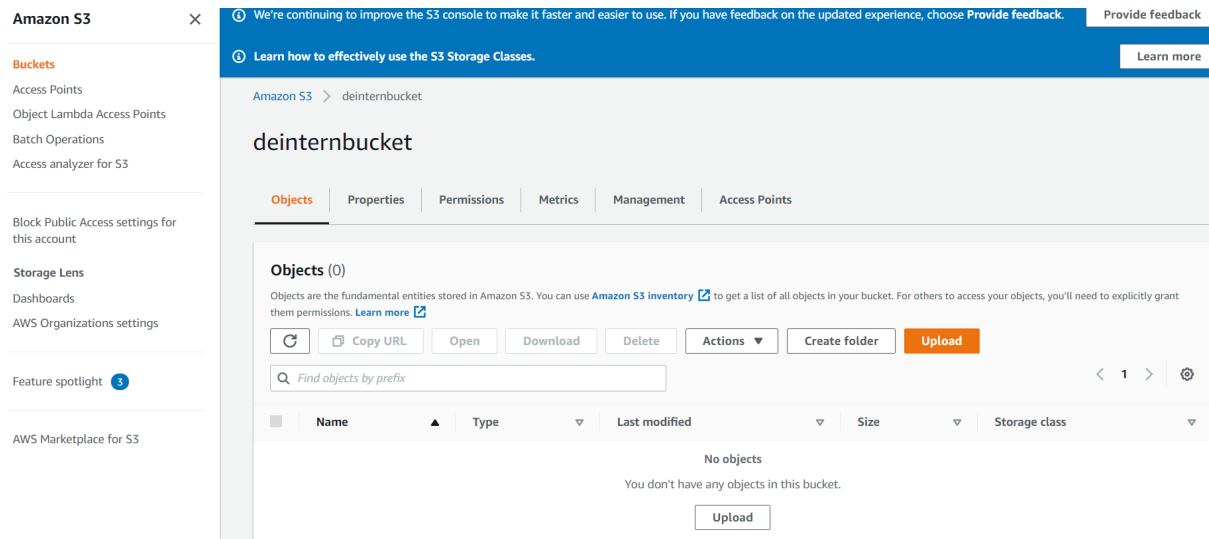 Amazon S3
Buckets
Access Points
Object Lambda Access Points
Batch Operations
Access analyzer for S3
Block Public Access settings for
this account
Storage Lens
Dashboards
AWS Organizations settings
Feature spotlight 3
AWS Marketplace for S3
We're continuing to improve the S3 console to make it faster and easier to use. If you have feedback on the updated experience, choose Provide feedback.
Provide feedback
Learn how to effectively use the S3 Storage Classes.
Learn more
Amazon S3 > deinternbucket
deinternbucket
Objects Properties Permissions Metrics Management Access Points
Objects (0)
Objects are the fundamental entities stored in Amazon S3. You can use Amazon S3 inventory to get a list of all objects in your bucket. For others to access your objects, you'll need to explicitly grant
them permissions. Learn more
Copy URL Open Download Delete Actions Create folder Upload
Find objects by prefix
1
Name Type Last modified Size Storage class
No objects
You don't have any objects in this bucket.
Upload